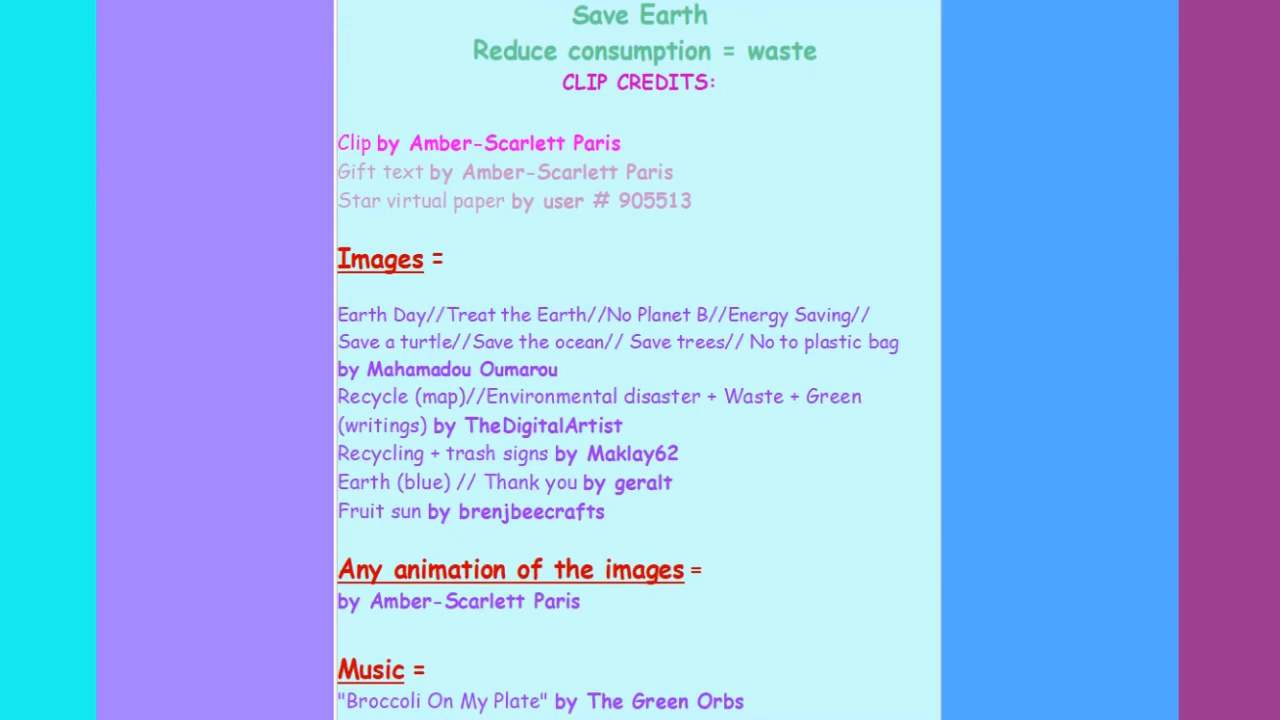 Save Earth
Reduce consumption = waste
CLIP CREDITS:
Clip by Amber-Scarlett Paris
Gift text by Amber-Scarlett Paris
Star virtual paper by user # 905513
Images =
Earth Day//Treat the Earth//No Planet B//Energy Saving//
Save a turtle//Save the ocean// Save trees// No to plastic bag
by Mahamadou Oumarou
Recycle (map)//Environmental disaster + Waste + Green
(writings) by TheDigitalArtist
Recycling + trash signs by Maklay62
Earth (blue) // Thank you by geralt
Fruit sun by brenjbeecrafts
Any animation of the images =
by Amber-Scarlett Paris
Music =
"Broccoli On My Plate" by The Green Orbs